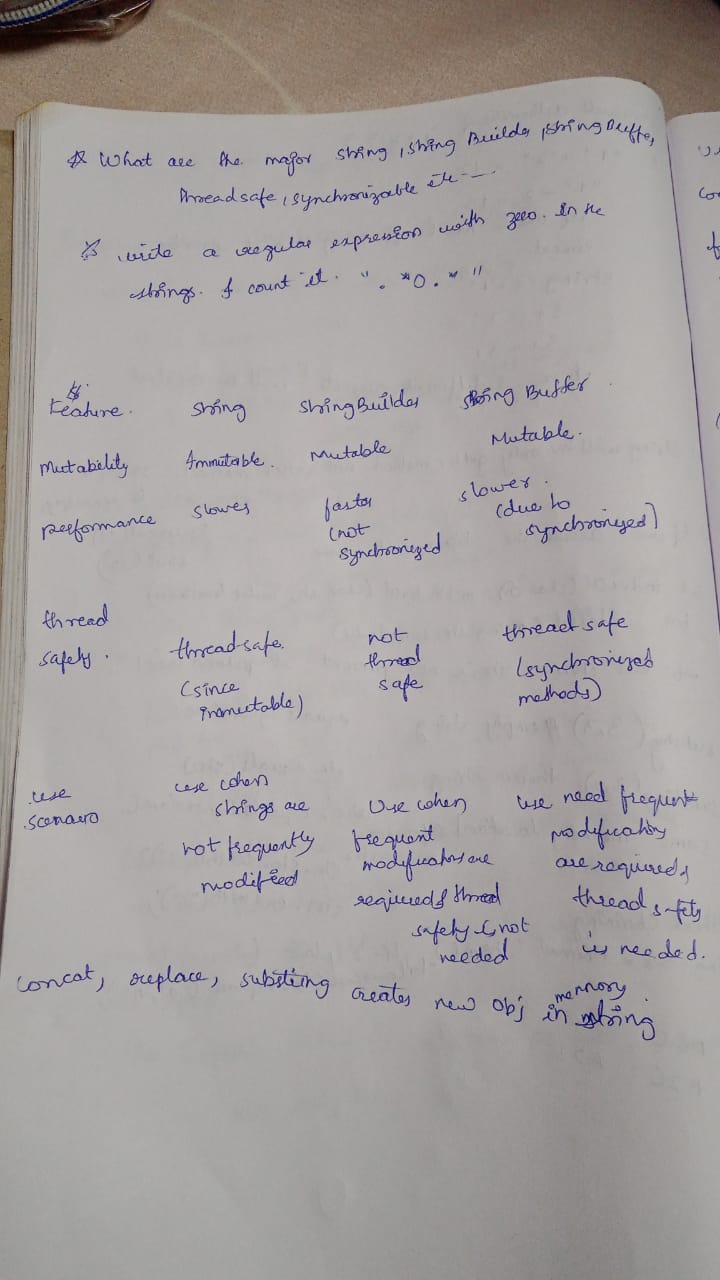 ☆ What are the major string, string Builder, string Buffer,
Thread safe, synchronizable etc ---
☆ write a regular expression with zero. in the
strings. & count it. ". *0. * "
Feature. String StringBuilder String Buffer
Mutability Immutable. Mutable Mutable.
performance slower faster slower.
(not (due to
synchronized synchronized)
thread
safety. thread-safe. not thread safe
(since thread (synchronized
immutable) safe methods)
use use when
scenario strings are Use when use need frequent
not frequently frequent modification
modified modifications are are required &
required & thread thread safety
safety is not is needed.
needed
concat, replace, substring creates new obj in memory string